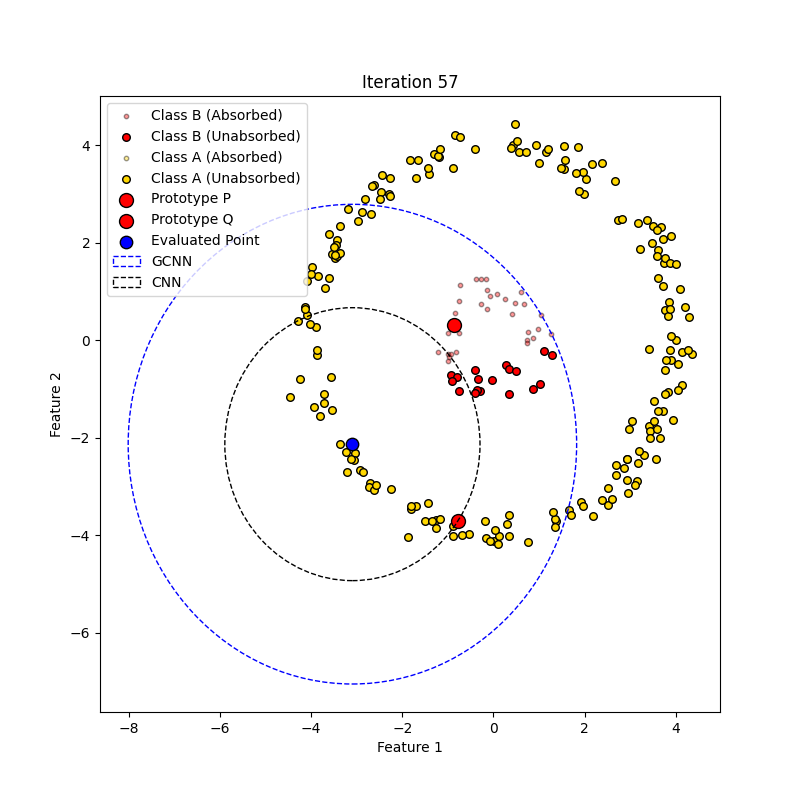 Iteration 57
Class B (Absorbed)
Class B (Unabsorbed)
Class A (Absorbed)
Class A (Unabsorbed)
Prototype P
Prototype Q
Evaluated Point
GCNN
CNN
4
2
0
−2
−4
−6
Feature 2
−8 −6 −4 −2 0 2 4
Feature 1